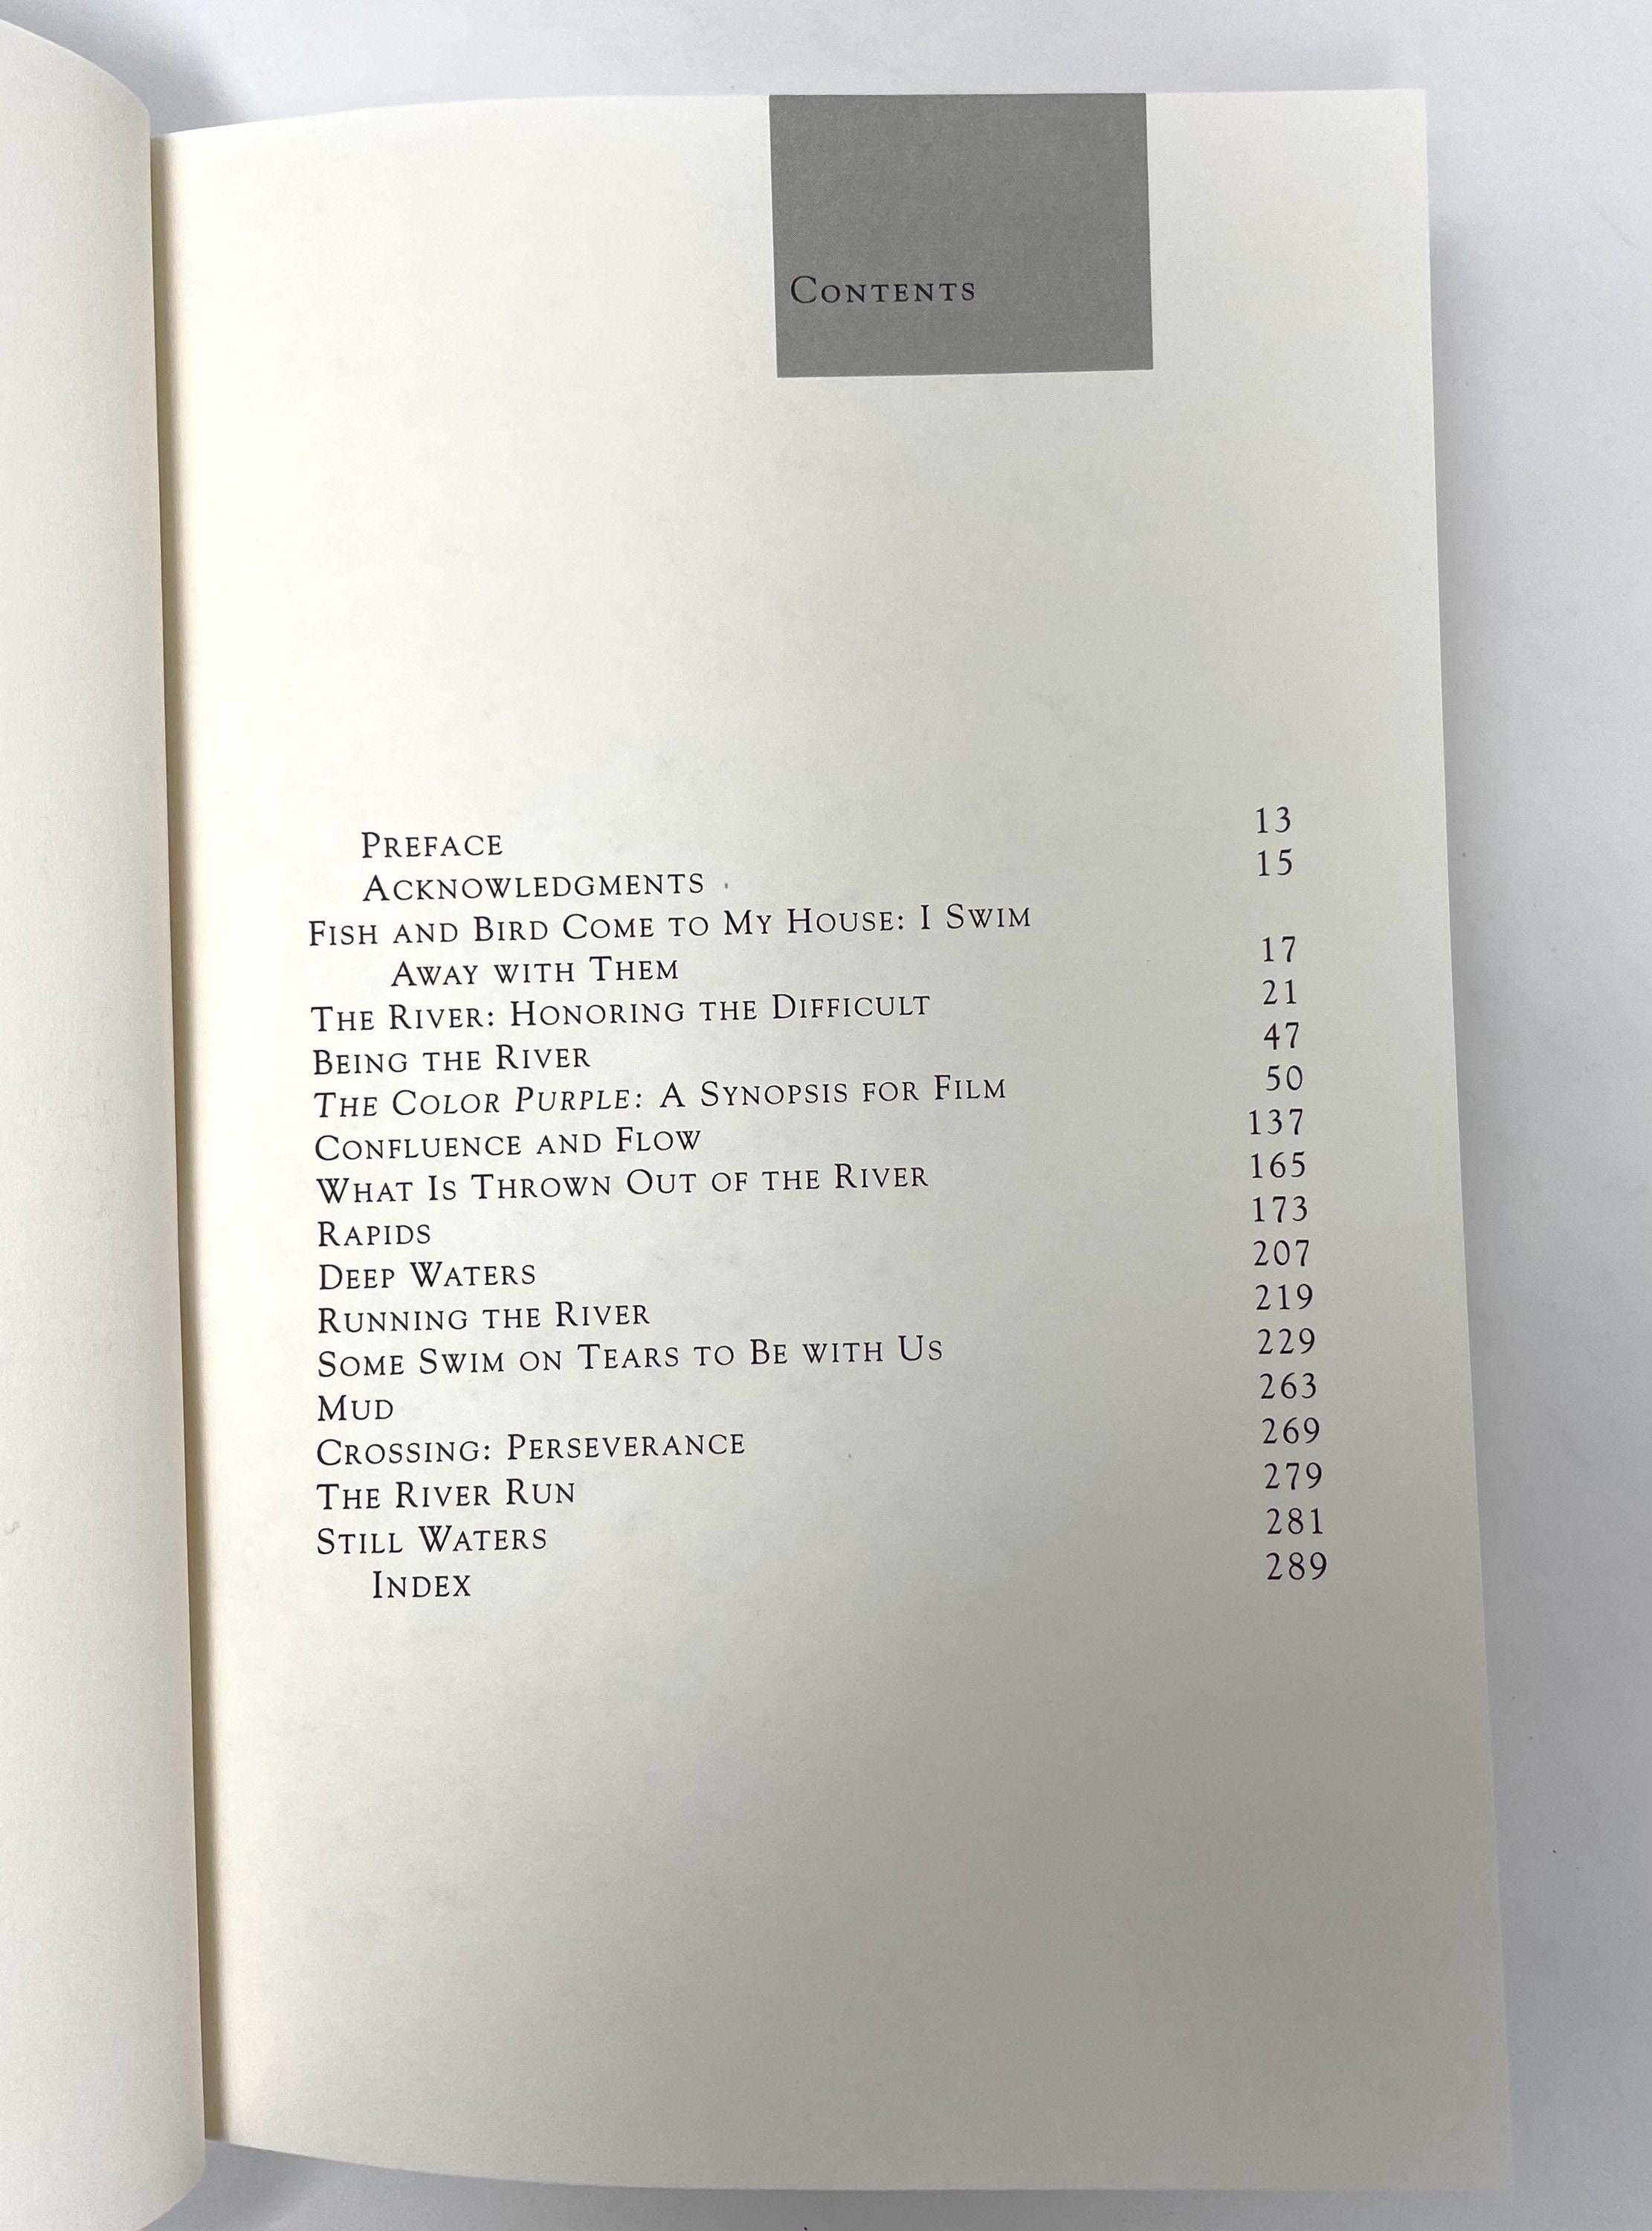 Contents
Preface 13
Acknowledgments 15
Fish and Bird Come to My House: I Swim
Away with Them 17
The River: Honoring the Difficult 21
Being the River 47
The Color Purple: A Synopsis for Film 50
Confluence and Flow 137
What Is Thrown Out of the River 165
Rapids 173
Deep Waters 207
Running the River 219
Some Swim on Tears to Be with Us 229
Mud 263
Crossing: Perseverance 269
The River Run 279
Still Waters 281
Index 289